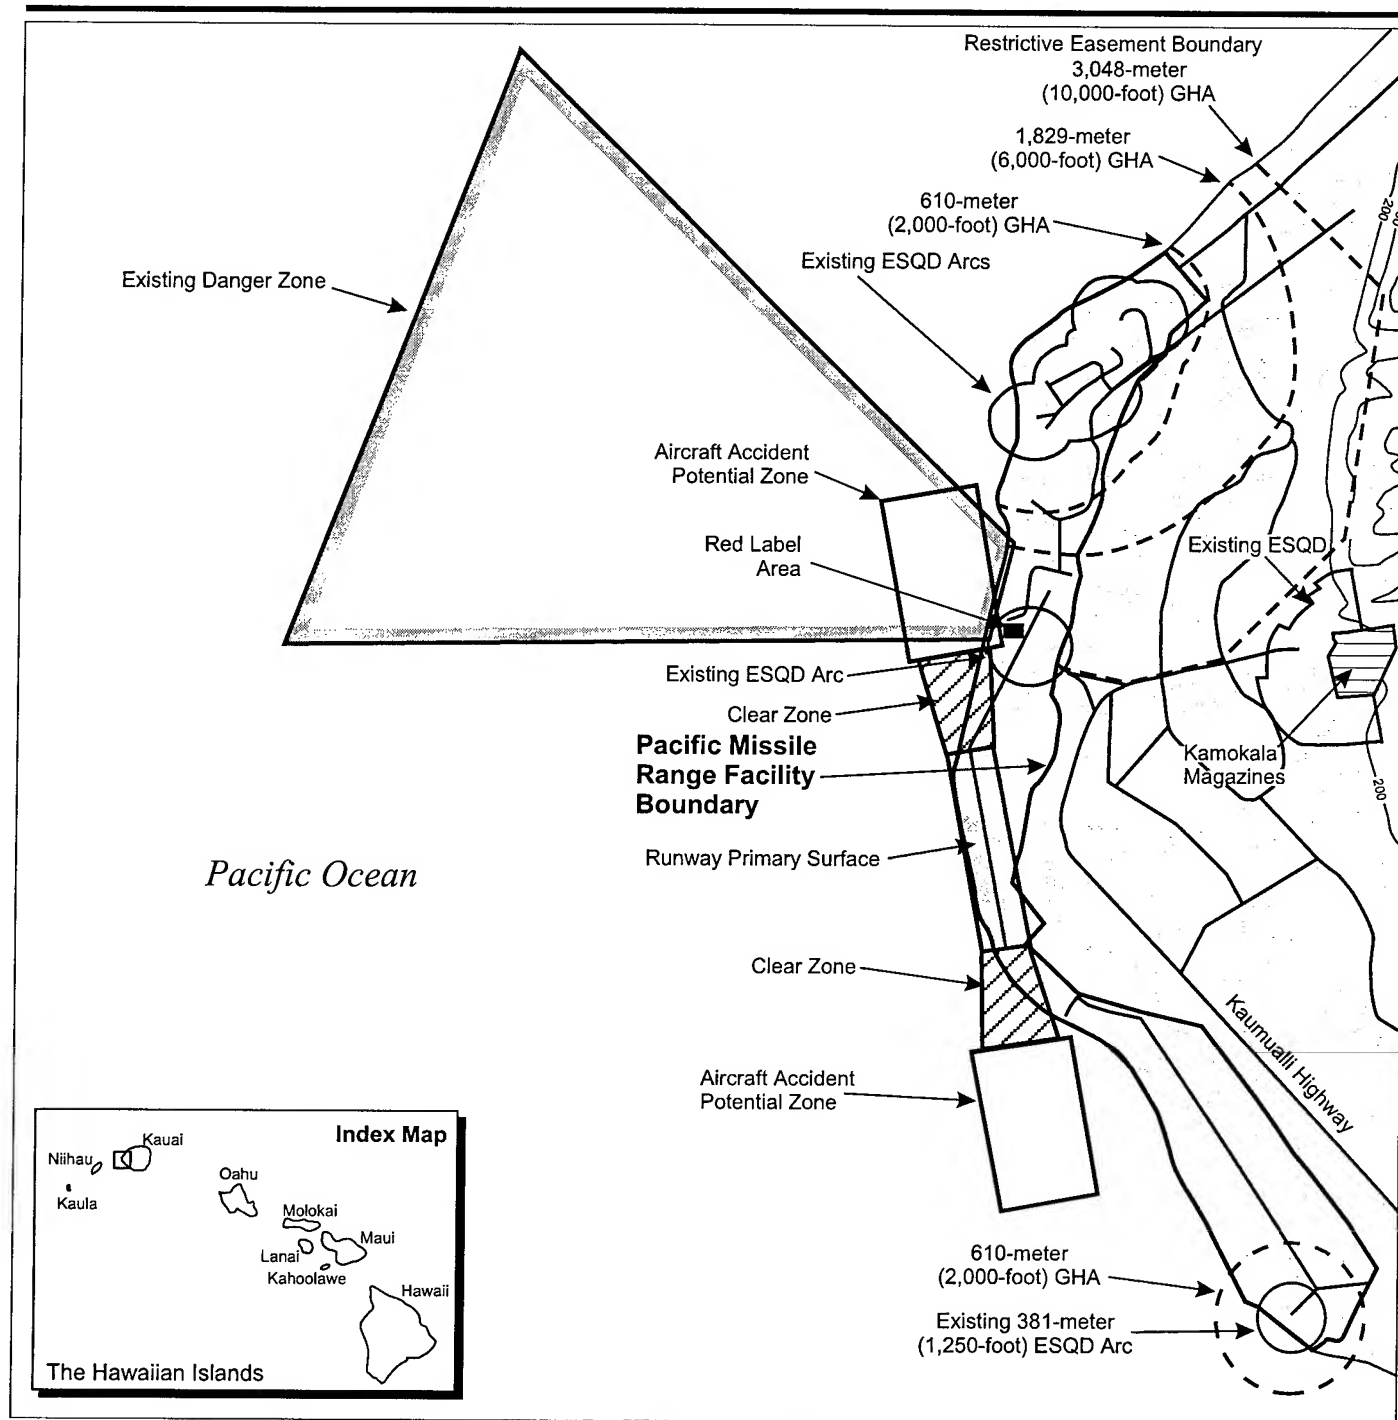 Restrictive Easement Boundary
3,048-meter
(10,000-foot) GHA
1,829-meter
(6,000-foot) GHA
610-meter
(2,000-foot) GHA
Existing ESQD Arcs
Existing Danger Zone
200
Aircraft Accident
Potential Zone
Red Label
Area
Existing ESQD
Existing ESQD Arc
Clear Zone
Pacific Missile
Range Facility
Boundary
Kamokala
Magazines
200
Runway Primary Surface
Pacific Ocean
Clear Zone
Kaumualli Highway
Aircraft Accident
Potential Zone
Index Map
Kauai
Niihau
Kaula
Oahu
Molokai
Maui
Lanai
Kahoolawe
Hawaii
The Hawaiian Islands
610-meter
(2,000-foot) GHA
Existing 381-meter
(1,250-foot) ESQD Arc